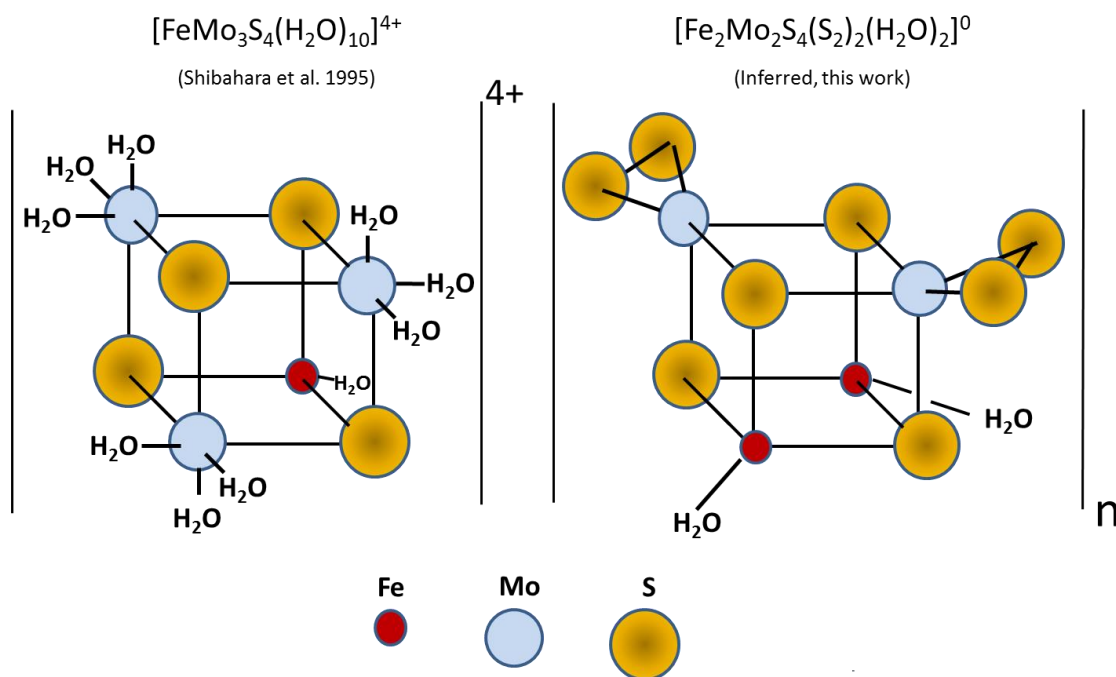 [FeMo₃S₄(H₂O)₁₀]⁴⁺
(Shibahara et al. 1995)
4+
H₂O
H₂O
H₂O
H₂O
H₂O
H₂O
H₂O
H₂O
H₂O
H₂O
[Fe₂Mo₂S₄(S₂)₂(H₂O)₂]⁰
(Inferred, this work)
H₂O
H₂O
n
Fe
Mo
S